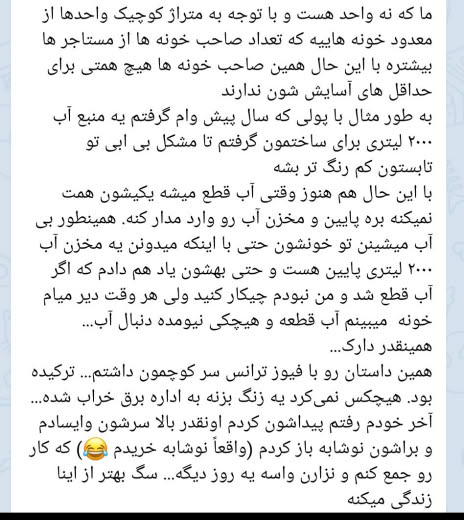 ما که نه واحد هست و با توجه به متراژ کوچیک واحدها از
معدود خونه هاییه که تعداد صاحب خونه ها از مستاجر ها
بیشتره با این حال همین صاحب خونه ها هیچ همتی برای
حداقل های آسایش شون ندارند
به طور مثال با پولی که سال پیش وام گرفتم یه منبع آب
۲۰۰۰ لیتری برای ساختمون گرفتم تا مشکل بی ابی تو
تابستون کم رنگ تر بشه
با این حال هم هنوز وقتی آب قطع میشه یکیشون همت
نمیکنه بره پایین و مخزن آب رو وارد مدار کنه. همینطور بی
آب میشینن تو خونشون حتی با اینکه میدونن یه مخزن آب
۲۰۰۰ لیتری پایین هست و حتی بهشون یاد هم دادم که اگر
آب قطع شد و من نبودم چیکار کنید ولی هر وقت دیر میام
خونه میبینم آب قطعه و هیچکی نیومده دنبال آب...
همینقدر دارک...
همین داستان رو با فیوز ترانس سر کوچمون داشتم... ترکیده
بود. هیچکس نمی‌کرد یه زنگ بزنه به اداره برق خراب شده...
آخر خودم رفتم پیداشون کردم اونقدر بالا سرشون وایسادم
و براشون نوشابه باز کردم (واقعاً نوشابه خریدم 😂) که کار
رو جمع کنم و نزارن واسه یه روز دیگه... سگ بهتر از اینا
زندگی میکنه